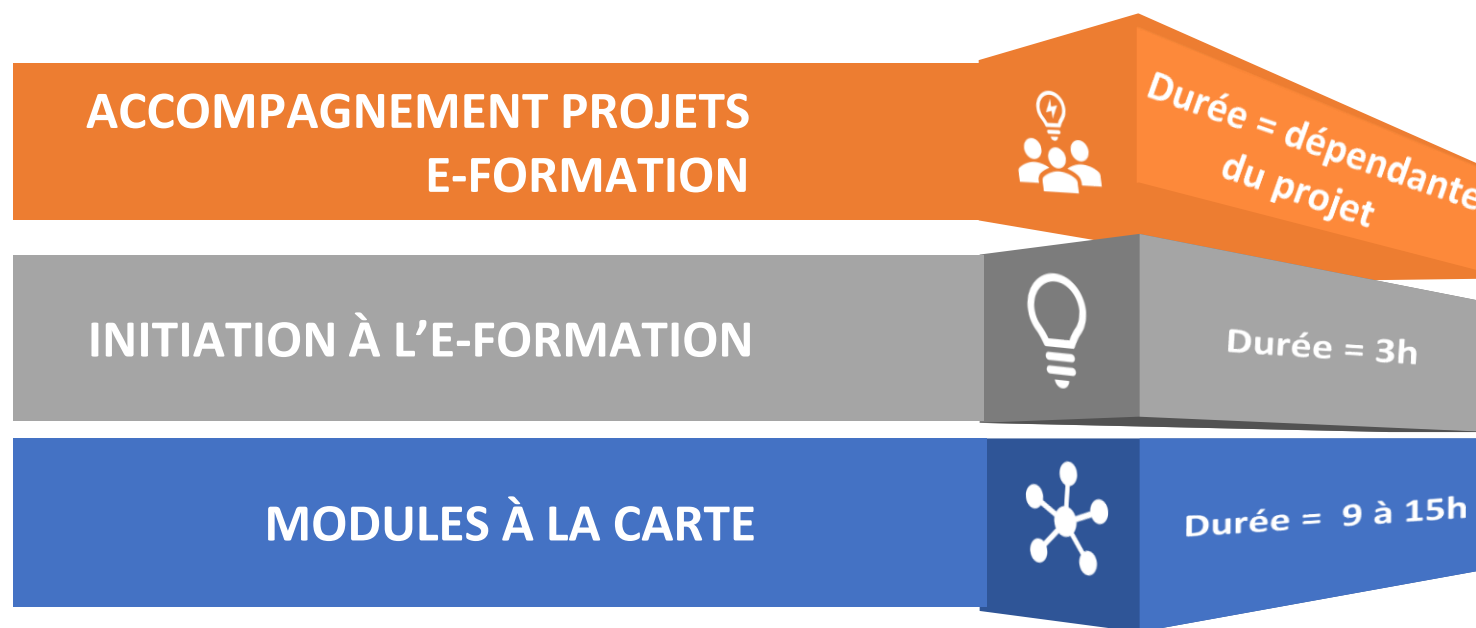 ACCOMPAGNEMENT PROJETS
E-FORMATION
Durée = dépendante
du projet
INITIATION À L’E-FORMATION
Durée = 3h
MODULES À LA CARTE
Durée = 9 à 15h